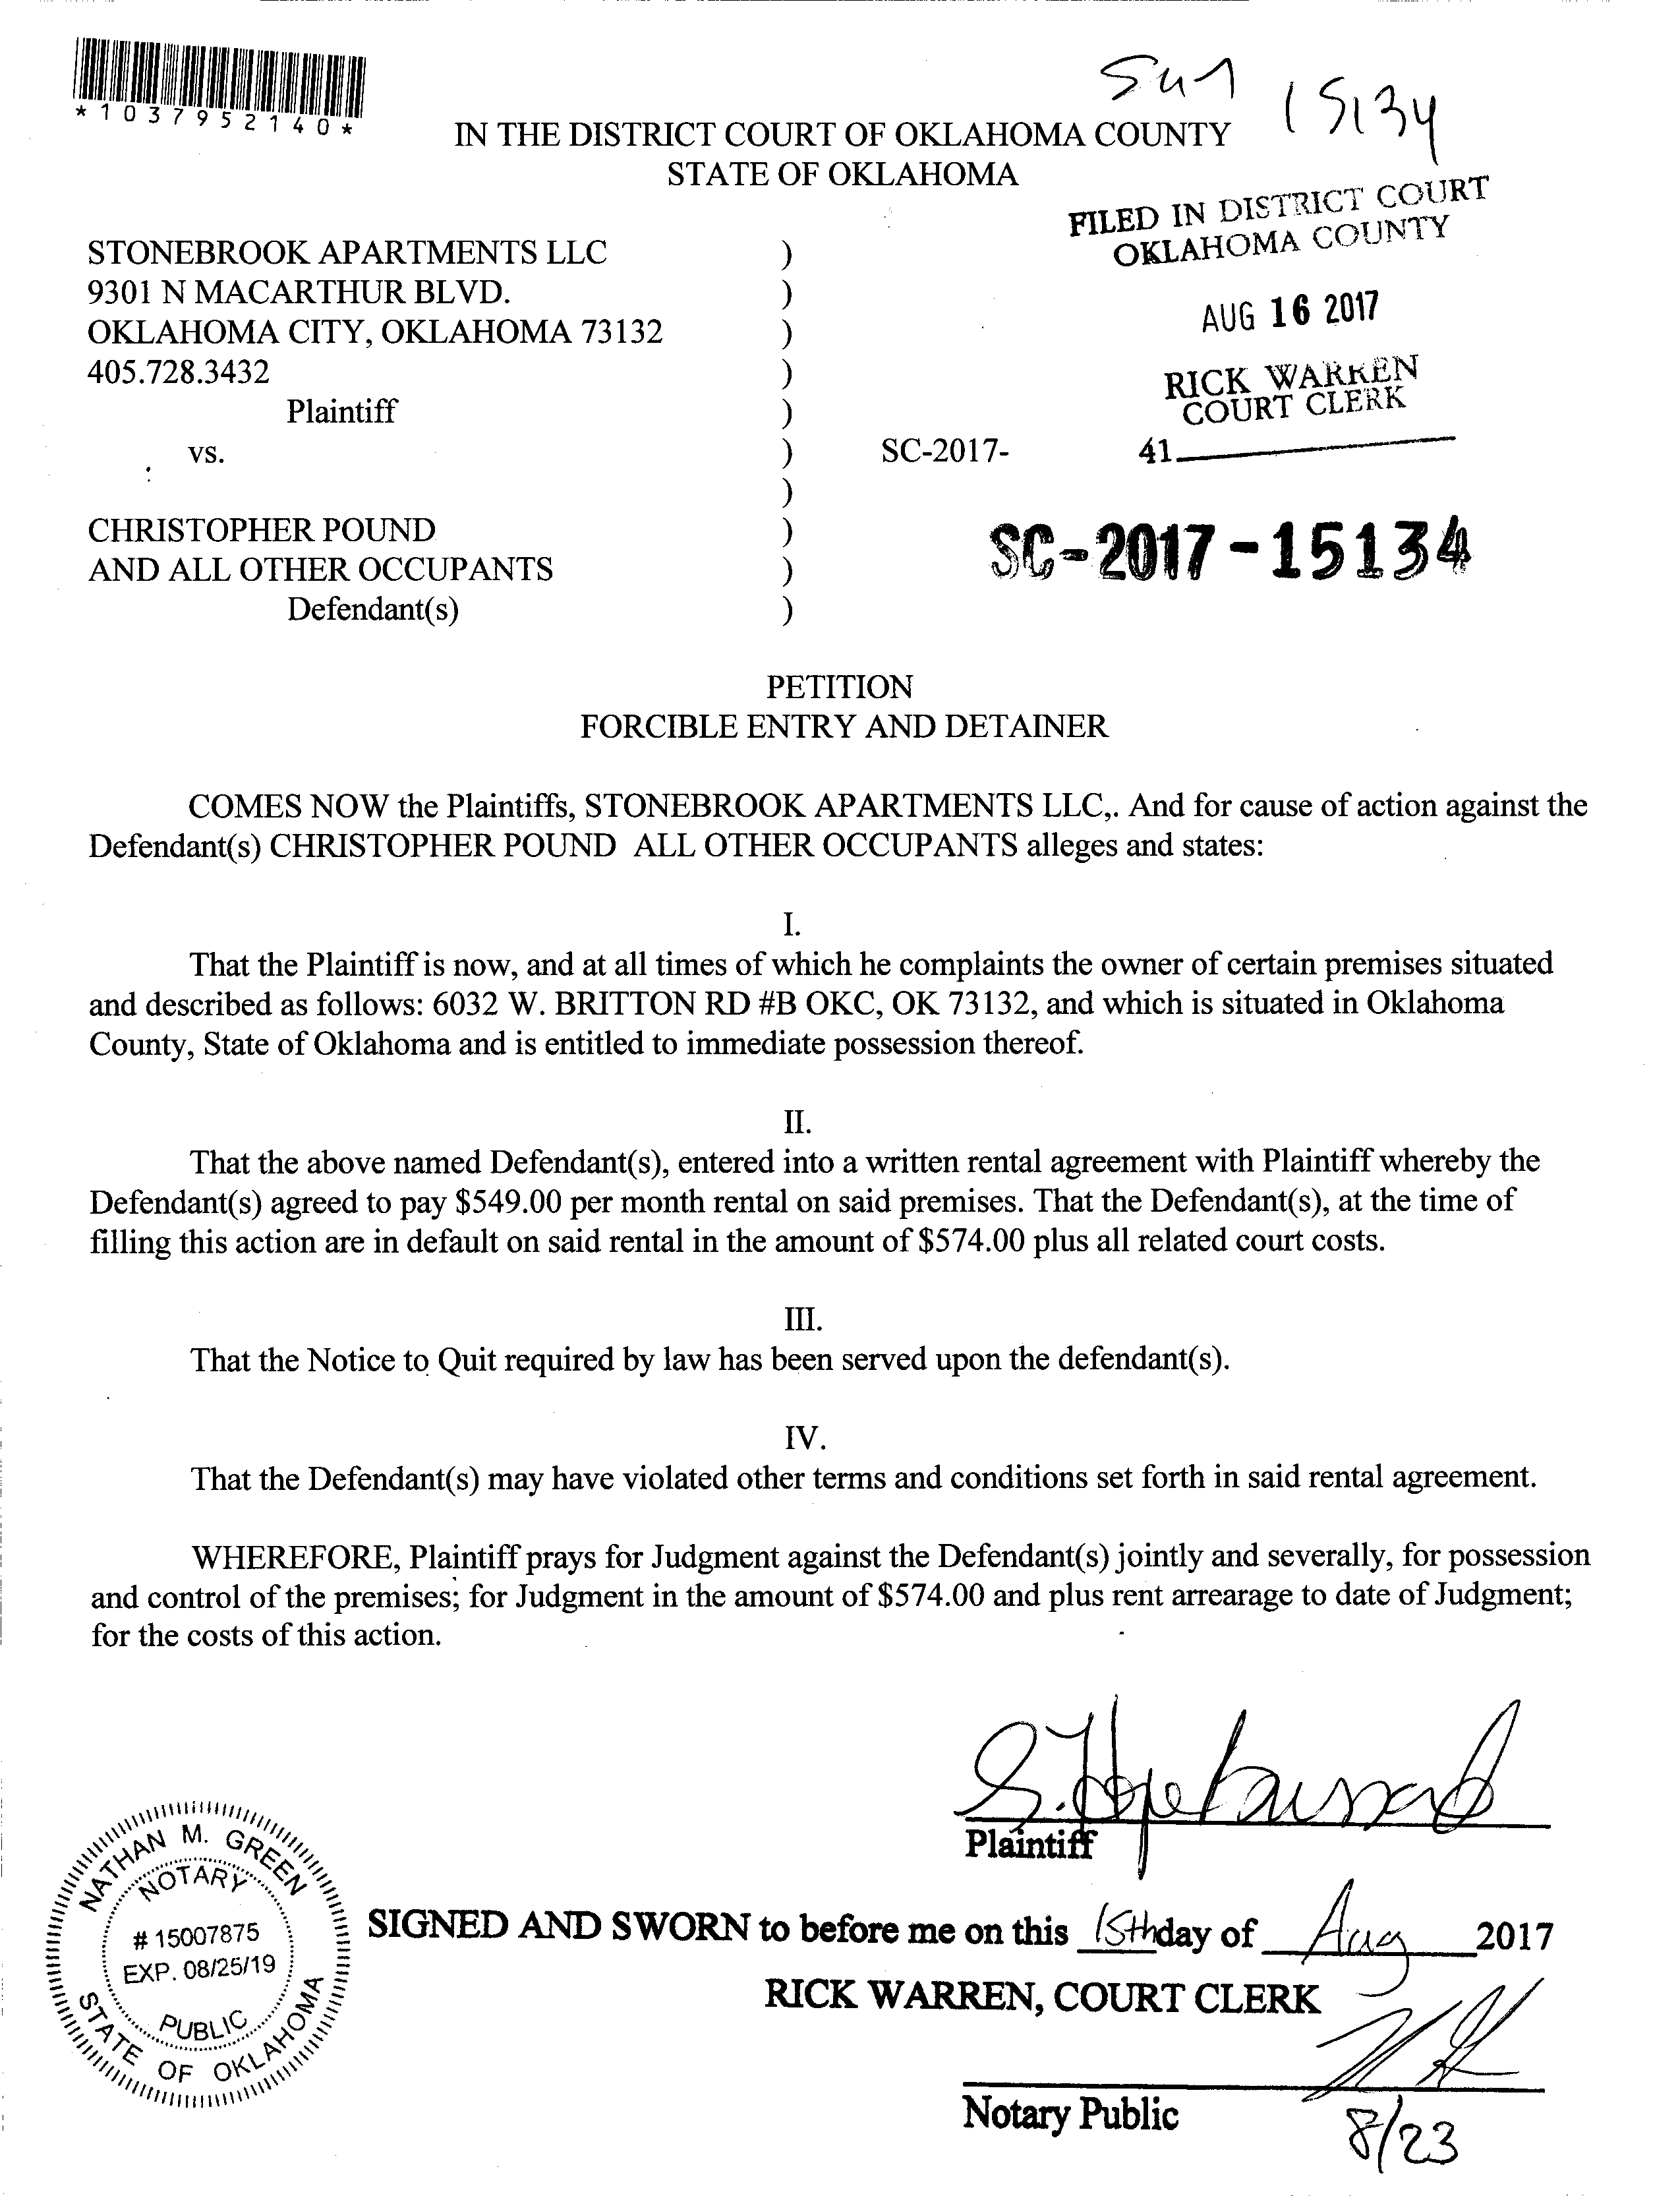 *1037952140*
15134
IN THE DISTRICT COURT OF OKLAHOMA COUNTY
STATE OF OKLAHOMA
FILED IN DISTRICT COURT
OKLAHOMA COUNTY
AUG 16 2017
RICK WARREN
COURT CLERK
41
STONEBROOK APARTMENTS LLC )
9301 N MACARTHUR BLVD. )
OKLAHOMA CITY, OKLAHOMA 73132 )
405.728.3432 )
Plaintiff )
vs. ) SC-2017-
)
CHRISTOPHER POUND )
AND ALL OTHER OCCUPANTS )
Defendant(s) )
SC-2017-15134
PETITION
FORCIBLE ENTRY AND DETAINER
COMES NOW the Plaintiffs, STONEBROOK APARTMENTS LLC,. And for cause of action against the
Defendant(s) CHRISTOPHER POUND ALL OTHER OCCUPANTS alleges and states:
I.
That the Plaintiff is now, and at all times of which he complaints the owner of certain premises situated
and described as follows: 6032 W. BRITTON RD #B OKC, OK 73132, and which is situated in Oklahoma
County, State of Oklahoma and is entitled to immediate possession thereof.
II.
That the above named Defendant(s), entered into a written rental agreement with Plaintiff whereby the
Defendant(s) agreed to pay $549.00 per month rental on said premises. That the Defendant(s), at the time of
filling this action are in default on said rental in the amount of $574.00 plus all related court costs.
III.
That the Notice to Quit required by law has been served upon the defendant(s).
IV.
That the Defendant(s) may have violated other terms and conditions set forth in said rental agreement.
WHEREFORE, Plaintiff prays for Judgment against the Defendant(s) jointly and severally, for possession
and control of the premises; for Judgment in the amount of $574.00 and plus rent arrearage to date of Judgment;
for the costs of this action.
Plaintiff
NATHAN M. GREEN
NOTARY
# 15007875
EXP. 08/25/19
PUBLIC
STATE OF OKLAHOMA
SIGNED AND SWORN to before me on this 15th day of Aug 2017
RICK WARREN, COURT CLERK
Notary Public
8/23